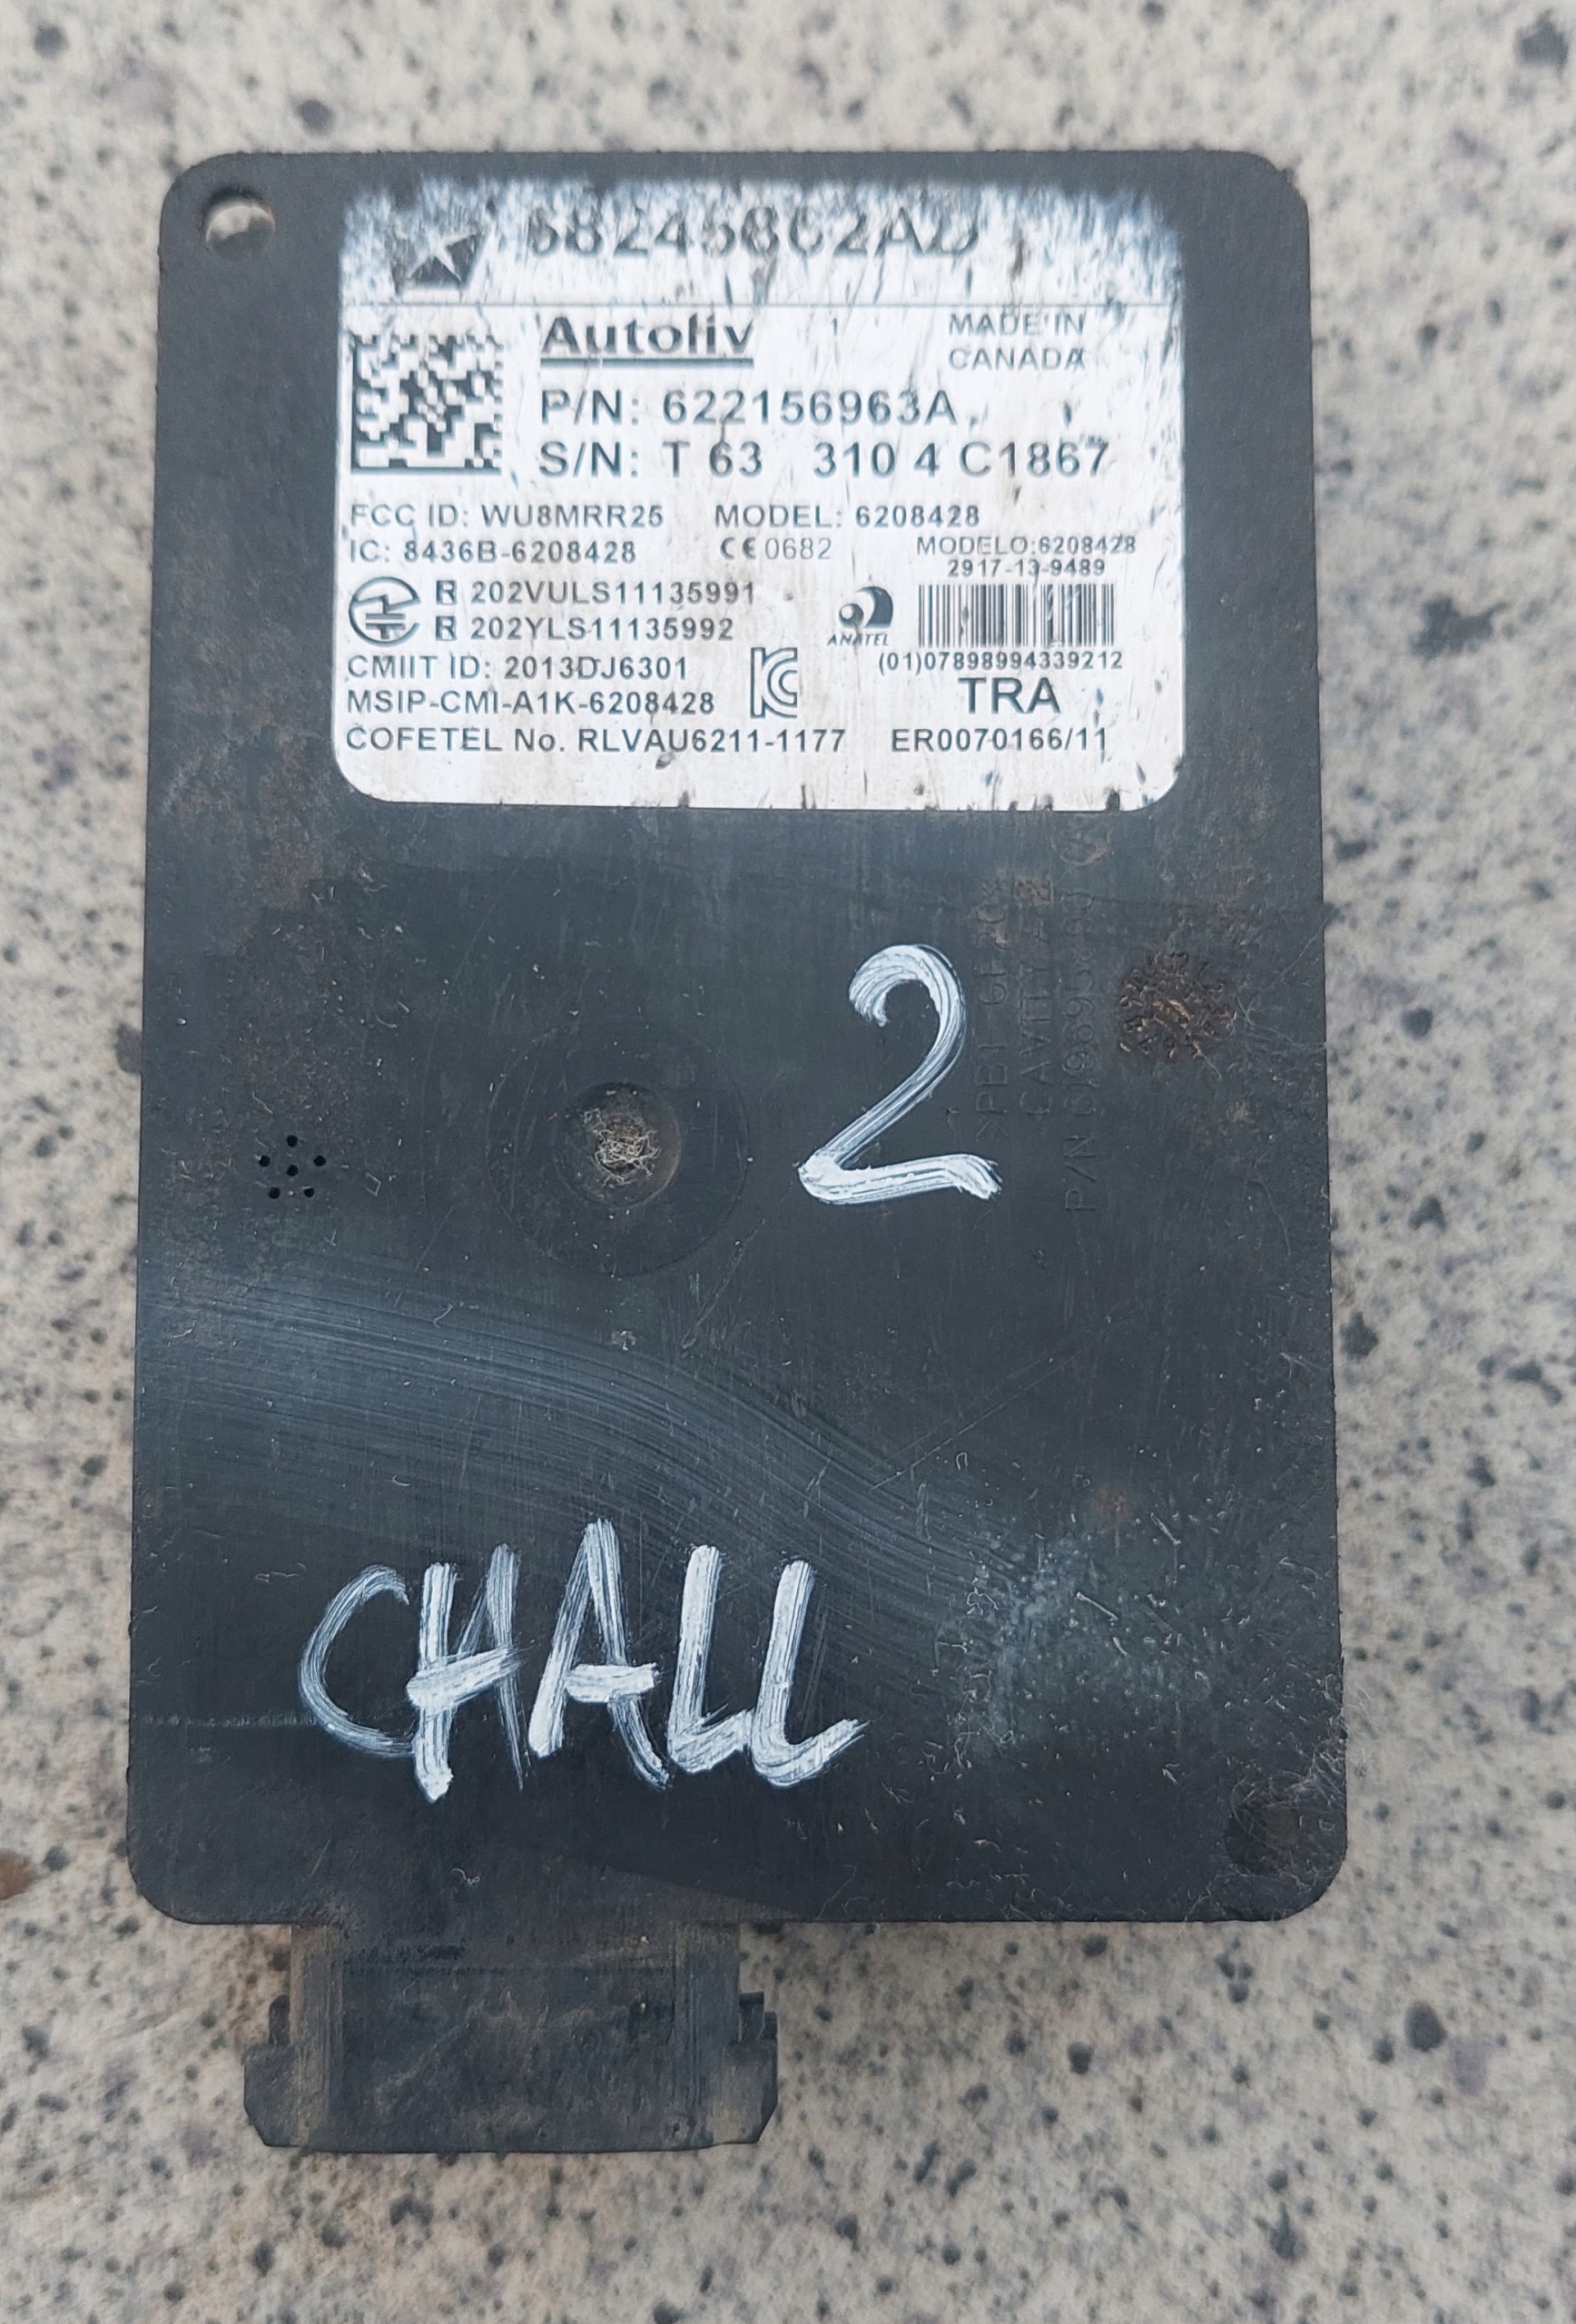 68245862AD
Autoliv 1 MADE IN
CANADA
P/N: 622156963A
S/N: T 63 310 4 C1867
FCC ID: WU8MRR25 MODEL: 6208428
IC: 8436B-6208428 CE 0682 MODELO:6208428
2917-13-9489
R 202VULS11135991
R 202YLS11135992
ANATEL
CMIIT ID: 2013DJ6301 (01)07898994339212
MSIP-CMI-A1K-6208428 TRA
COFETEL No. RLVAU6211-1177 ER0070166/11
2
CHALL